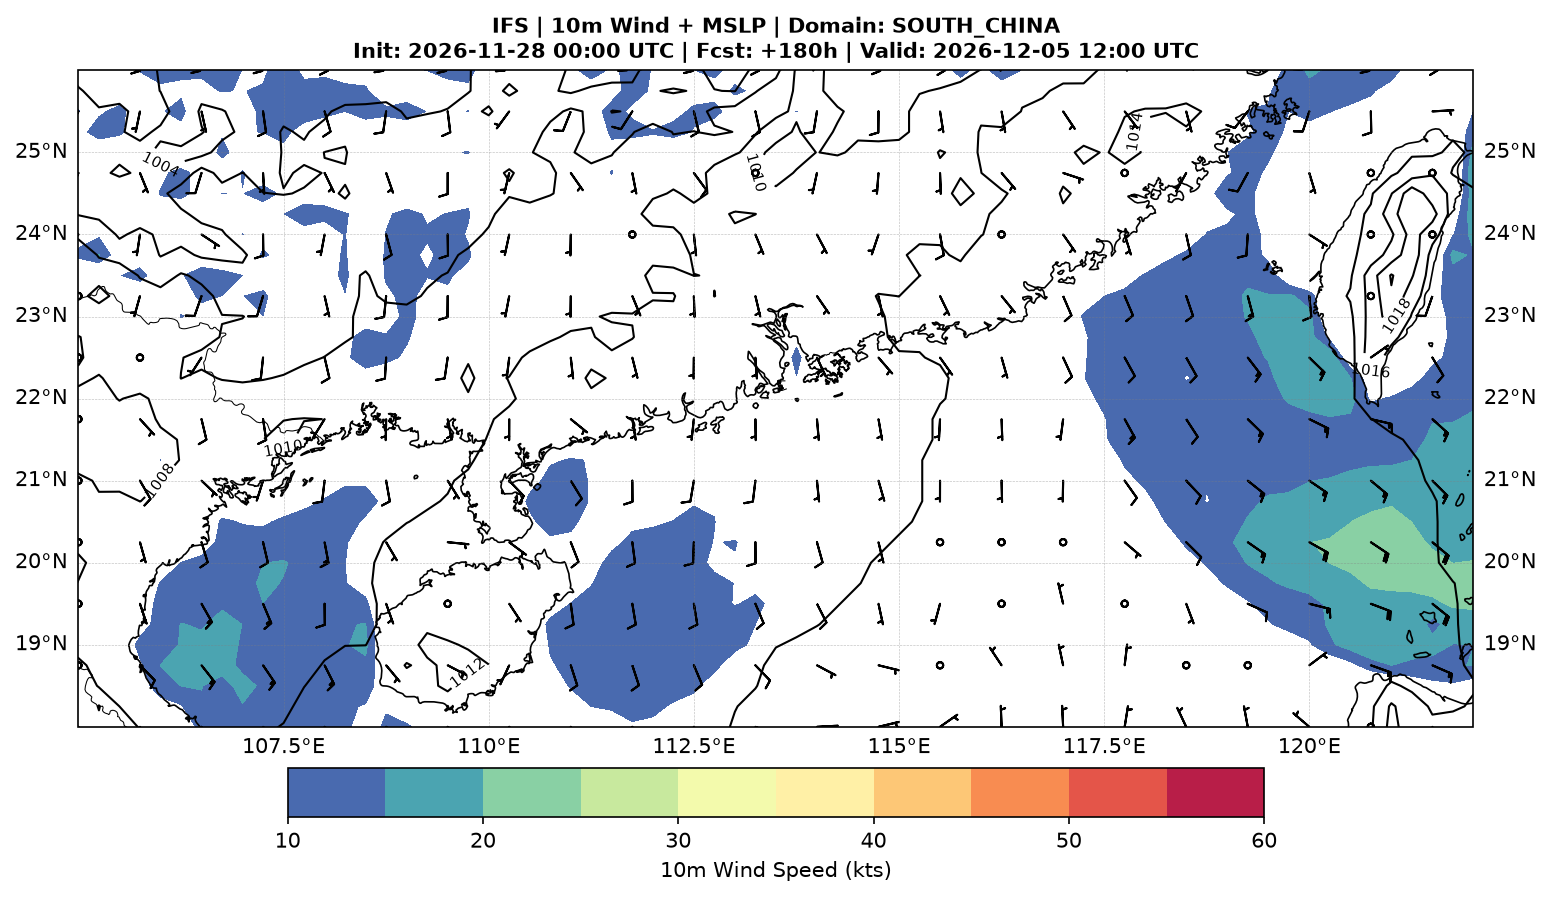 IFS | 10m Wind + MSLP | Domain: SOUTH_CHINA
Init: 2026-11-28 00:00 UTC | Fcst: +180h | Valid: 2026-12-05 12:00 UTC
1014
25°N
1004
1010
25°N
24°N
24°N
23°N
1018
23°N
1016
22°N
22°N
1010
21°N
1008
21°N
20°N
20°N
19°N
1012
19°N
107.5°E
110°E
112.5°E
115°E
117.5°E
120°E
10
20
30
40
50
60
10m Wind Speed (kts)